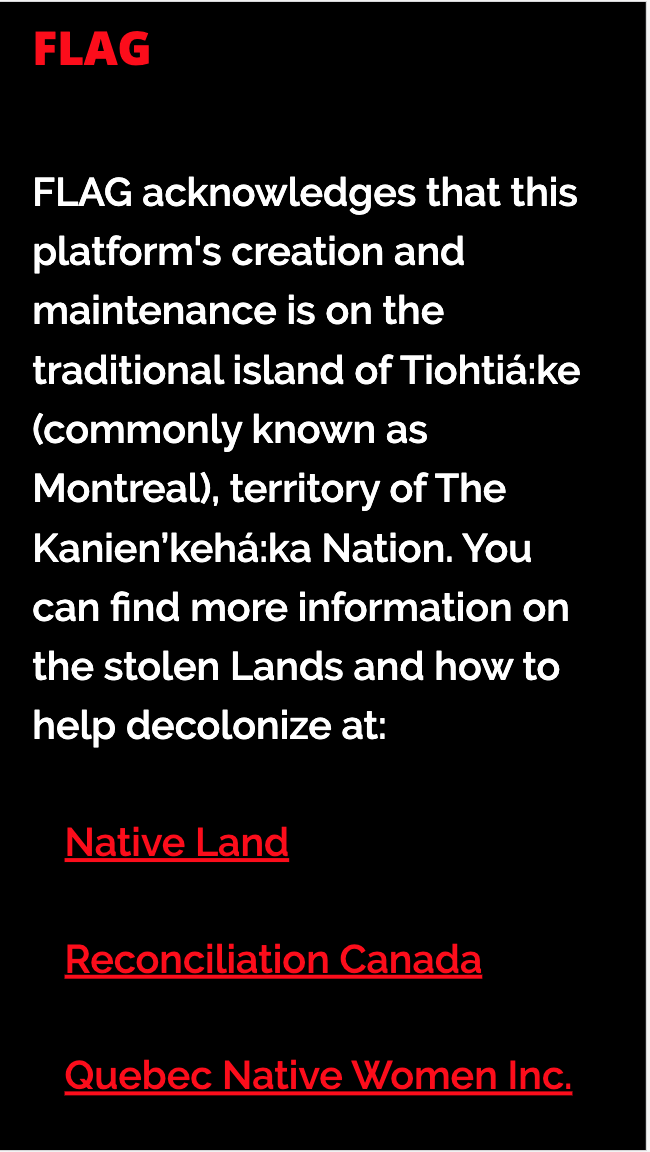 FLAG
FLAG acknowledges that this
platform's creation and
maintenance is on the
traditional island of Tiohtiá:ke
(commonly known as
Montreal), territory of The
Kanien’kehá:ka Nation. You
can find more information on
the stolen Lands and how to
help decolonize at:
Native Land
Reconciliation Canada
Quebec Native Women Inc.